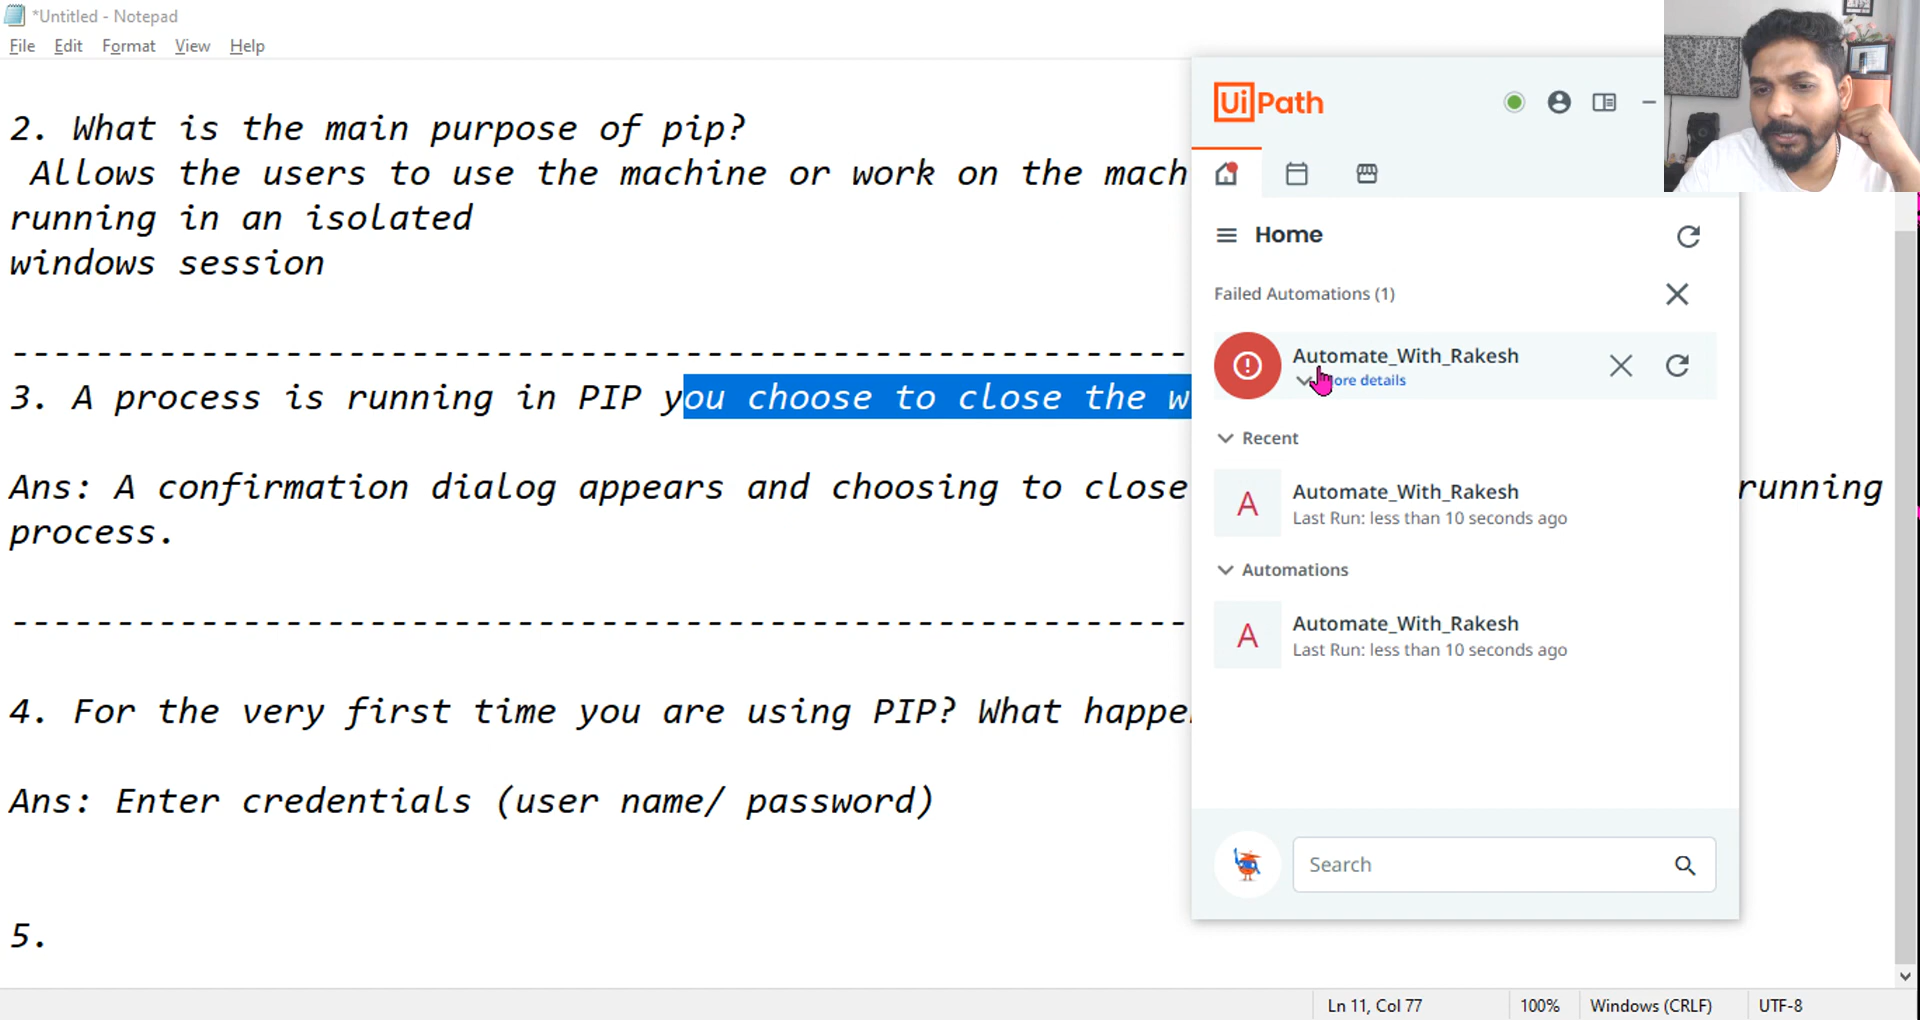 *Untitled - Notepad
File Edit Format View Help
2. What is the main purpose of pip?
Allows the users to use the machine or work on the mach
running in an isolated
windows session
--------------------------------------------------------
3. A process is running in PIP you choose to close the w
Ans: A confirmation dialog appears and choosing to close running
process.
--------------------------------------------------------
4. For the very first time you are using PIP? What happe
Ans: Enter credentials (user name/ password)
5.
UiPath
Home
Failed Automations (1)
Automate_With_Rakesh
ore details
Recent
A Automate_With_Rakesh
Last Run: less than 10 seconds ago
Automations
A Automate_With_Rakesh
Last Run: less than 10 seconds ago
Search
Ln 11, Col 77 100% Windows (CRLF) UTF-8